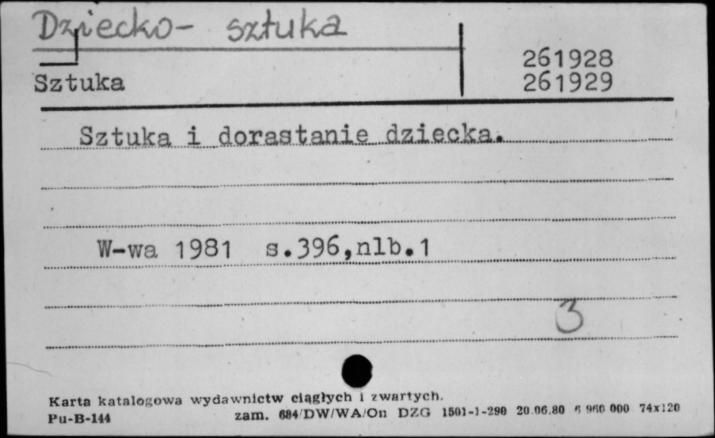 Dziecko- sztuka
261928
Sztuka 261929
Sztuka i dorastanie dziecka.
W-wa 1981 s.396,nlb.1
3
Karta katalogowa wydawnictw ciągłych i zwartych.
Pu-B-144 zam. 684/DW/WA/On DZG 1501-1-290 20.06.80 6 960 000 74x120